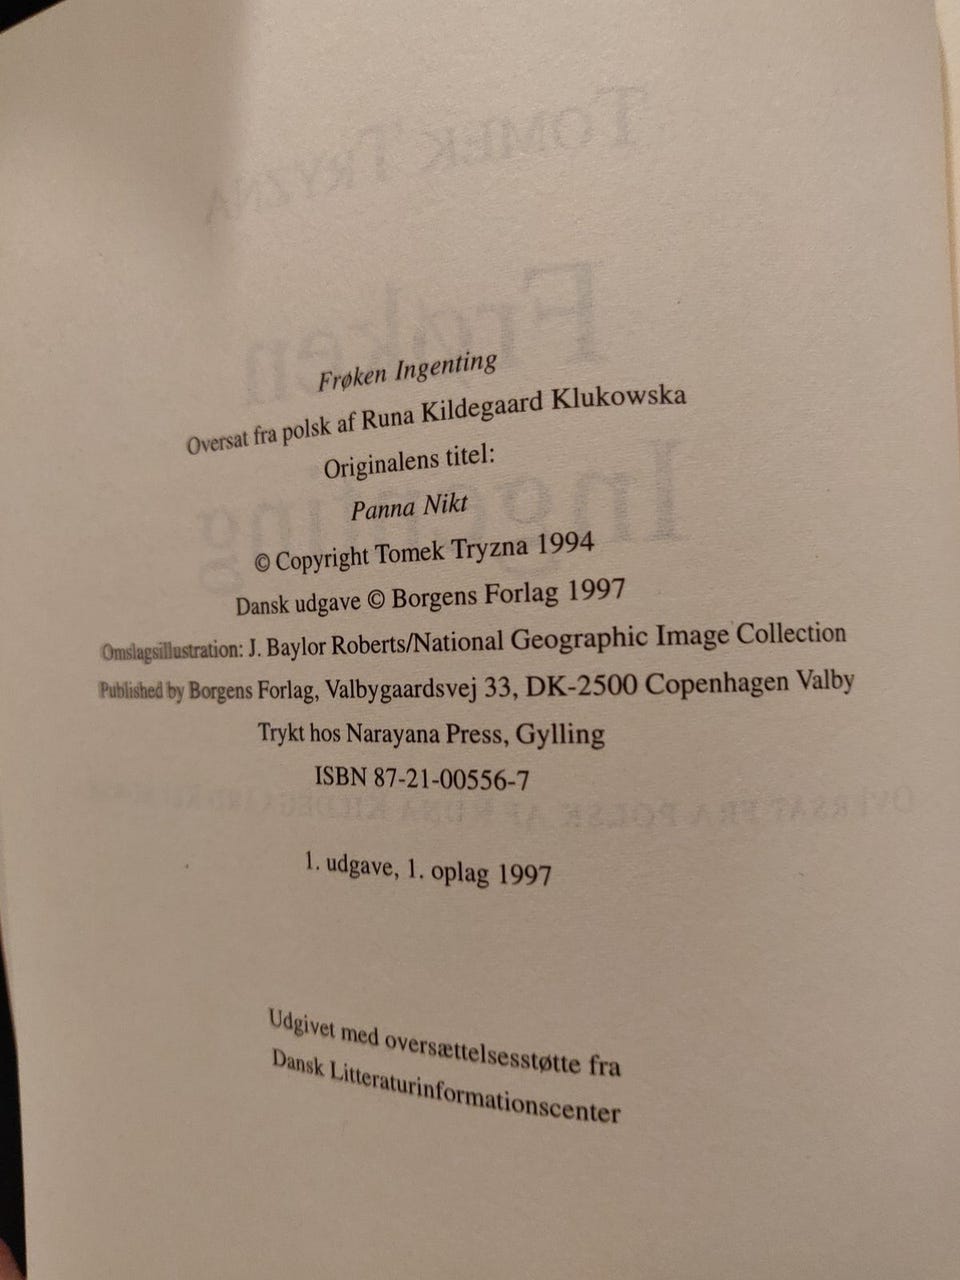 Frøken Ingenting
Oversat fra polsk af Runa Kildegaard Klukowska
Originalens titel:
Panna Nikt
© Copyright Tomek Tryzna 1994
Dansk udgave © Borgens Forlag 1997
Omslagsillustration: J. Baylor Roberts/National Geographic Image Collection
Published by Borgens Forlag, Valbygaardsvej 33, DK-2500 Copenhagen Valby
Trykt hos Narayana Press, Gylling
ISBN 87-21-00556-7
1. udgave, 1. oplag 1997
Udgivet med oversættelsesstøtte fra
Dansk Litteraturinformationscenter